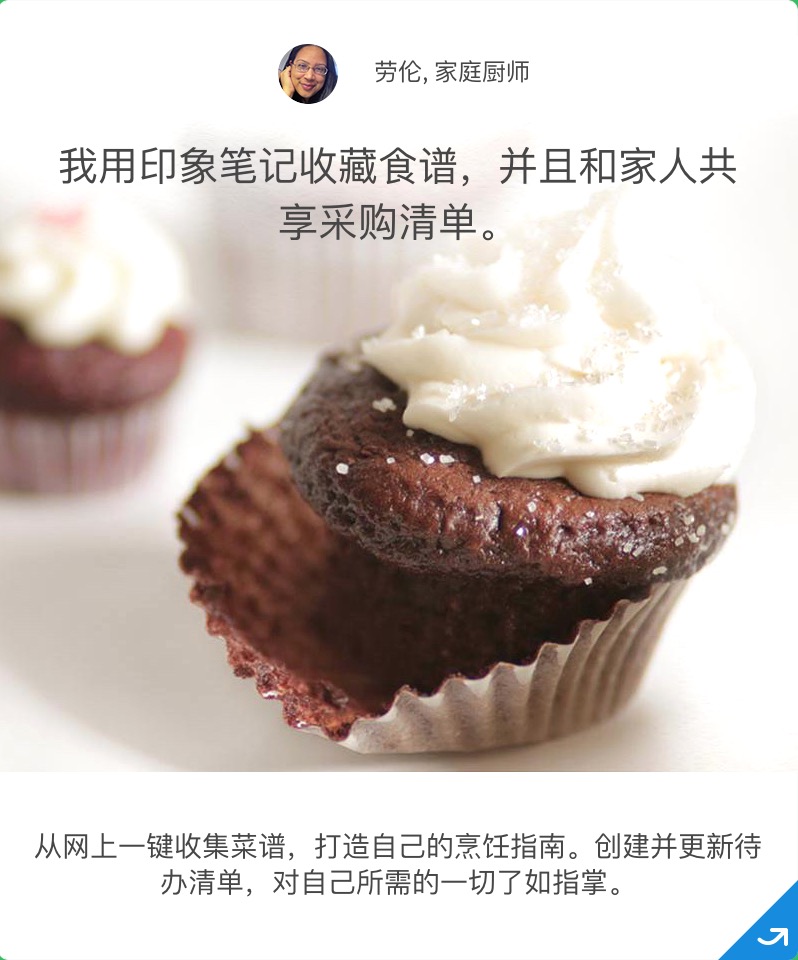 劳伦, 家庭厨师
我用印象笔记收藏食谱，并且和家人共
享采购清单。
从网上一键收集菜谱，打造自己的烹饪指南。创建并更新待
办清单，对自己所需的一切了如指掌。